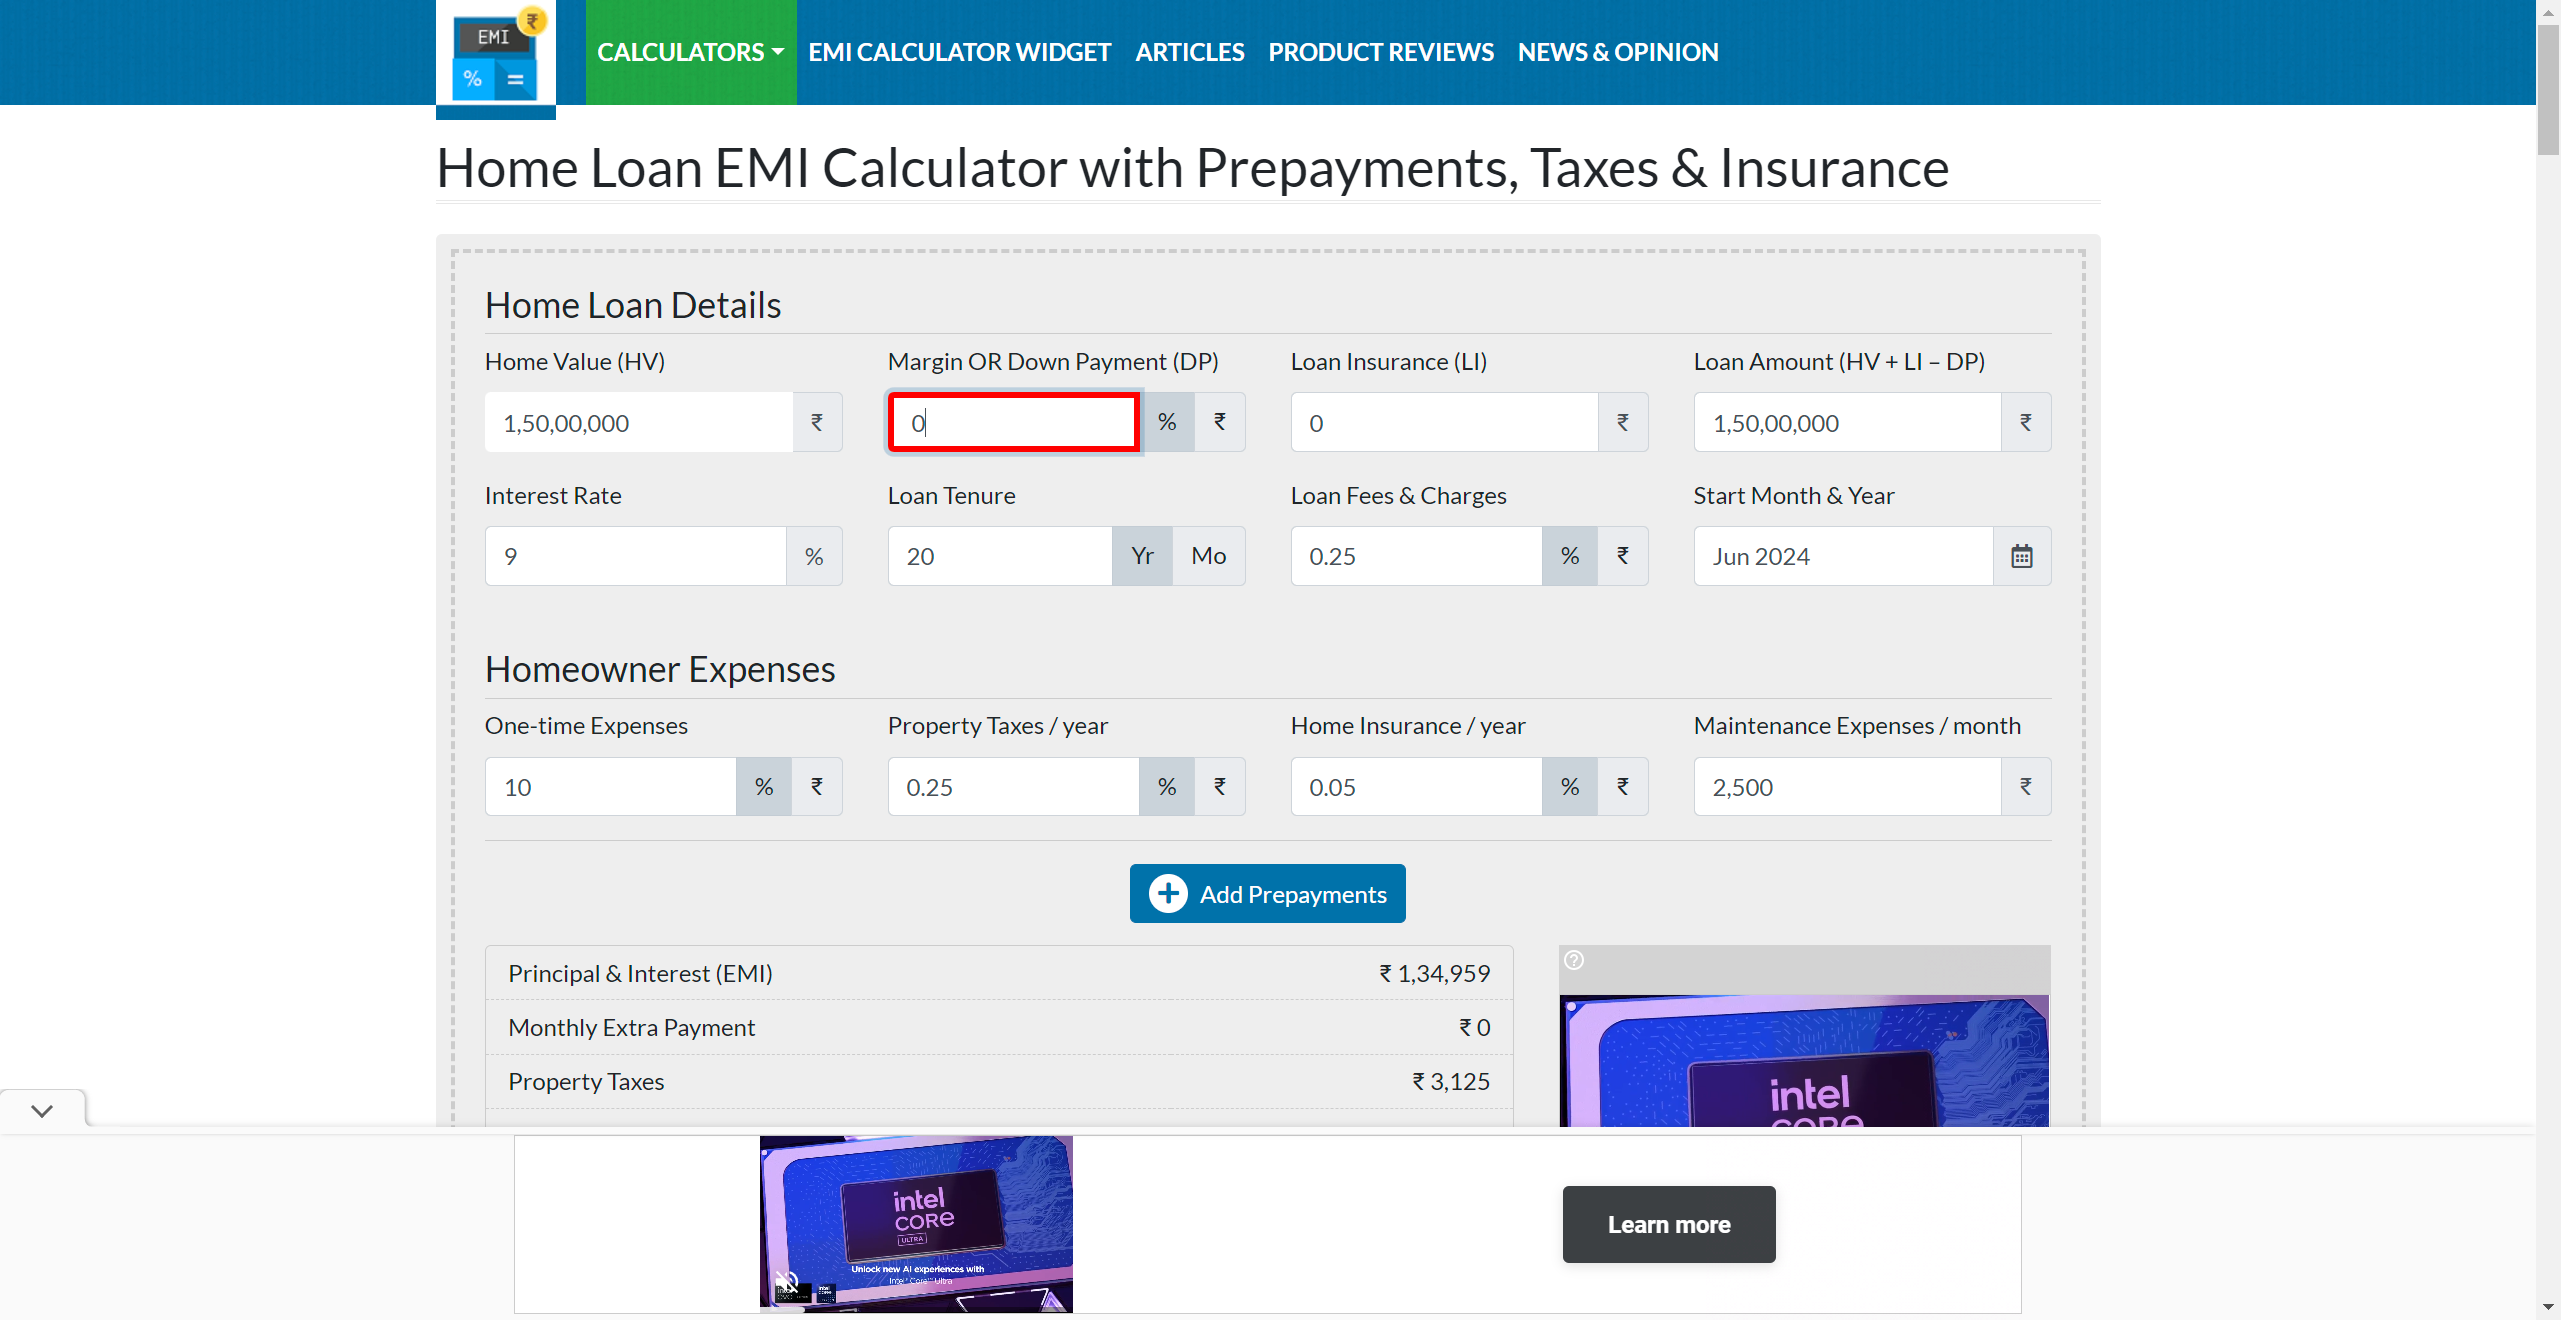 EMI
₹
%
=
CALCULATORS
EMI CALCULATOR WIDGET
ARTICLES
PRODUCT REVIEWS
NEWS & OPINION
Home Loan EMI Calculator with Prepayments, Taxes & Insurance
Home Loan Details
Home Value (HV)
Margin OR Down Payment (DP)
Loan Insurance (LI)
Loan Amount (HV + LI – DP)
1,50,00,000 ₹
0 % ₹
0 ₹
1,50,00,000 ₹
Interest Rate
Loan Tenure
Loan Fees & Charges
Start Month & Year
9 %
20 Yr Mo
0.25 % ₹
Jun 2024
Homeowner Expenses
One-time Expenses
Property Taxes / year
Home Insurance / year
Maintenance Expenses / month
10 % ₹
0.25 % ₹
0.05 % ₹
2,500 ₹
Add Prepayments
Principal & Interest (EMI) ₹ 1,34,959
Monthly Extra Payment ₹ 0
Property Taxes ₹ 3,125
intel
CORE
intel
CORE
ULTRA
Unlock new AI experiences with
Intel® Core™ Ultra
Learn more